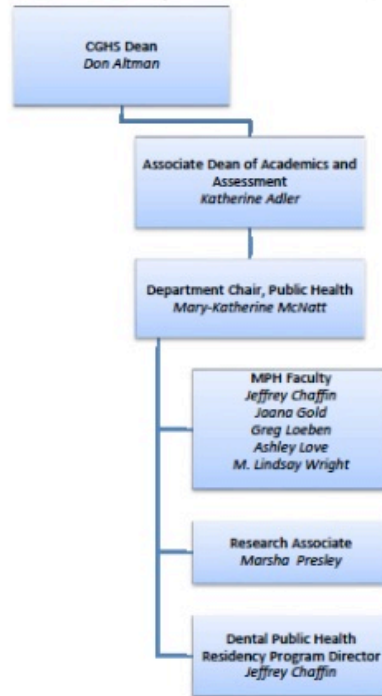 CGHS Dean
Don Altman
Associate Dean of Academics and
Assessment
Katherine Adler
Department Chair, Public Health
Mary-Katherine McNatt
MPH Faculty
Jeffrey Chaffin
Joana Gold
Greg Loeben
Ashley Love
M. Lindsay Wright
Research Associate
Marsha Presley
Dental Public Health
Residency Program Director
Jeffrey Chaffin